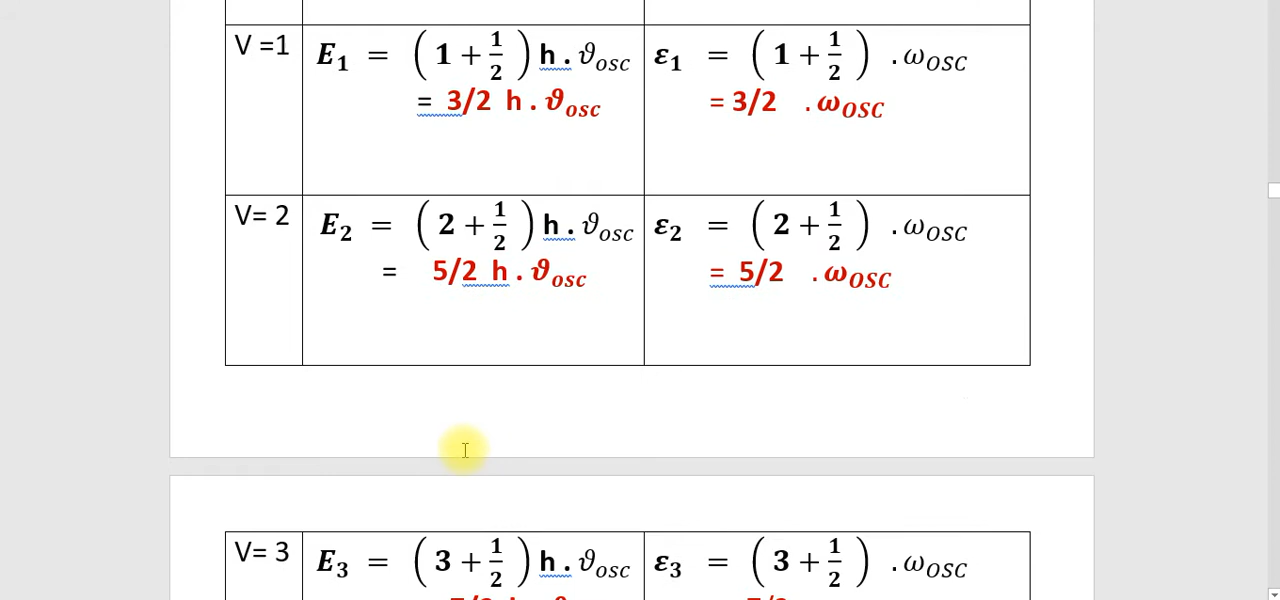 V =1 E₁ = (1 + 1/2) h . ϑosc ε₁ = (1 + 1/2) . ωOSC
= 3/2 h . ϑosc = 3/2 . ωOSC
V= 2 E₂ = (2 + 1/2) h . ϑosc ε₂ = (2 + 1/2) . ωOSC
= 5/2 h . ϑosc = 5/2 . ωOSC
V= 3 E₃ = (3 + 1/2) h . ϑosc ε₃ = (3 + 1/2) . ωOSC